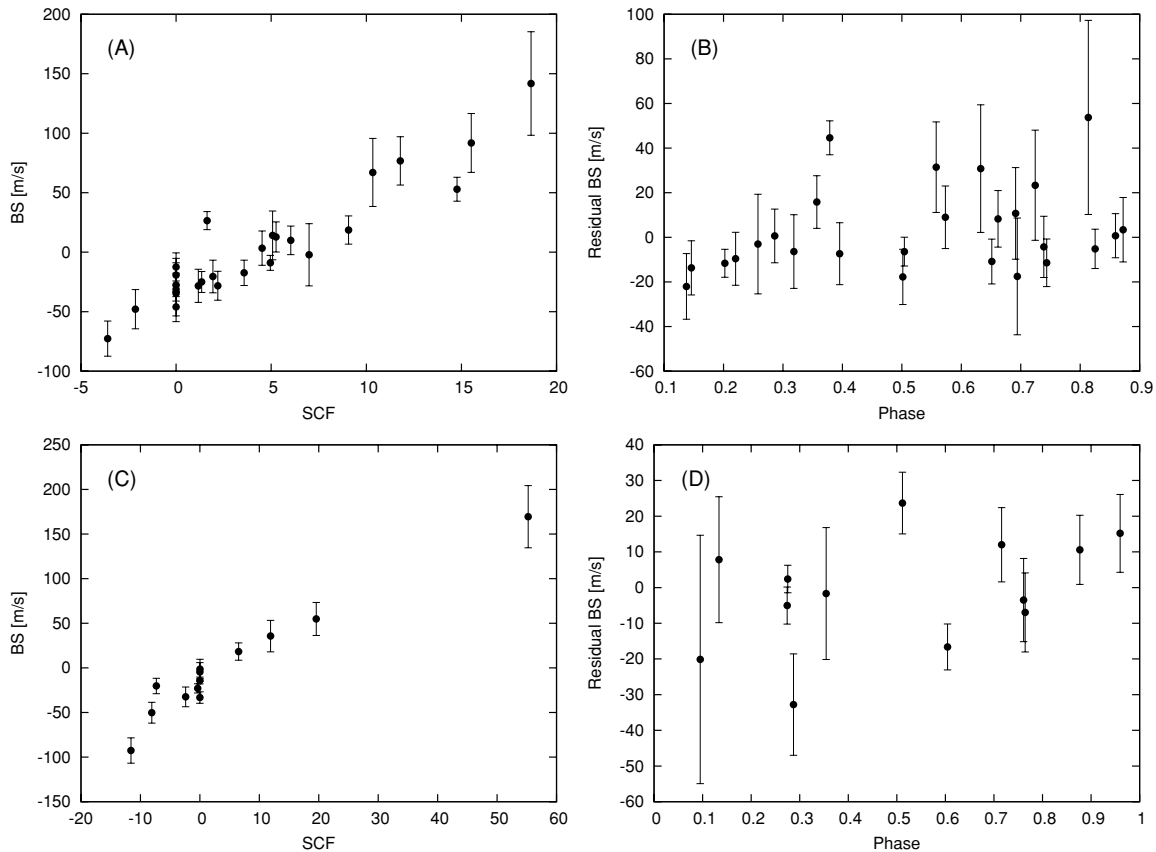 (A)
BS [m/s]
200
150
100
50
0
-50
-100
-5 0 5 10 15 20
SCF
(B)
Residual BS [m/s]
100
80
60
40
20
0
-20
-40
-60
0.1 0.2 0.3 0.4 0.5 0.6 0.7 0.8 0.9
Phase
(C)
BS [m/s]
250
200
150
100
50
0
-50
-100
-150
-20 -10 0 10 20 30 40 50 60
SCF
(D)
Residual BS [m/s]
40
30
20
10
0
-10
-20
-30
-40
-50
-60
0 0.1 0.2 0.3 0.4 0.5 0.6 0.7 0.8 0.9 1
Phase